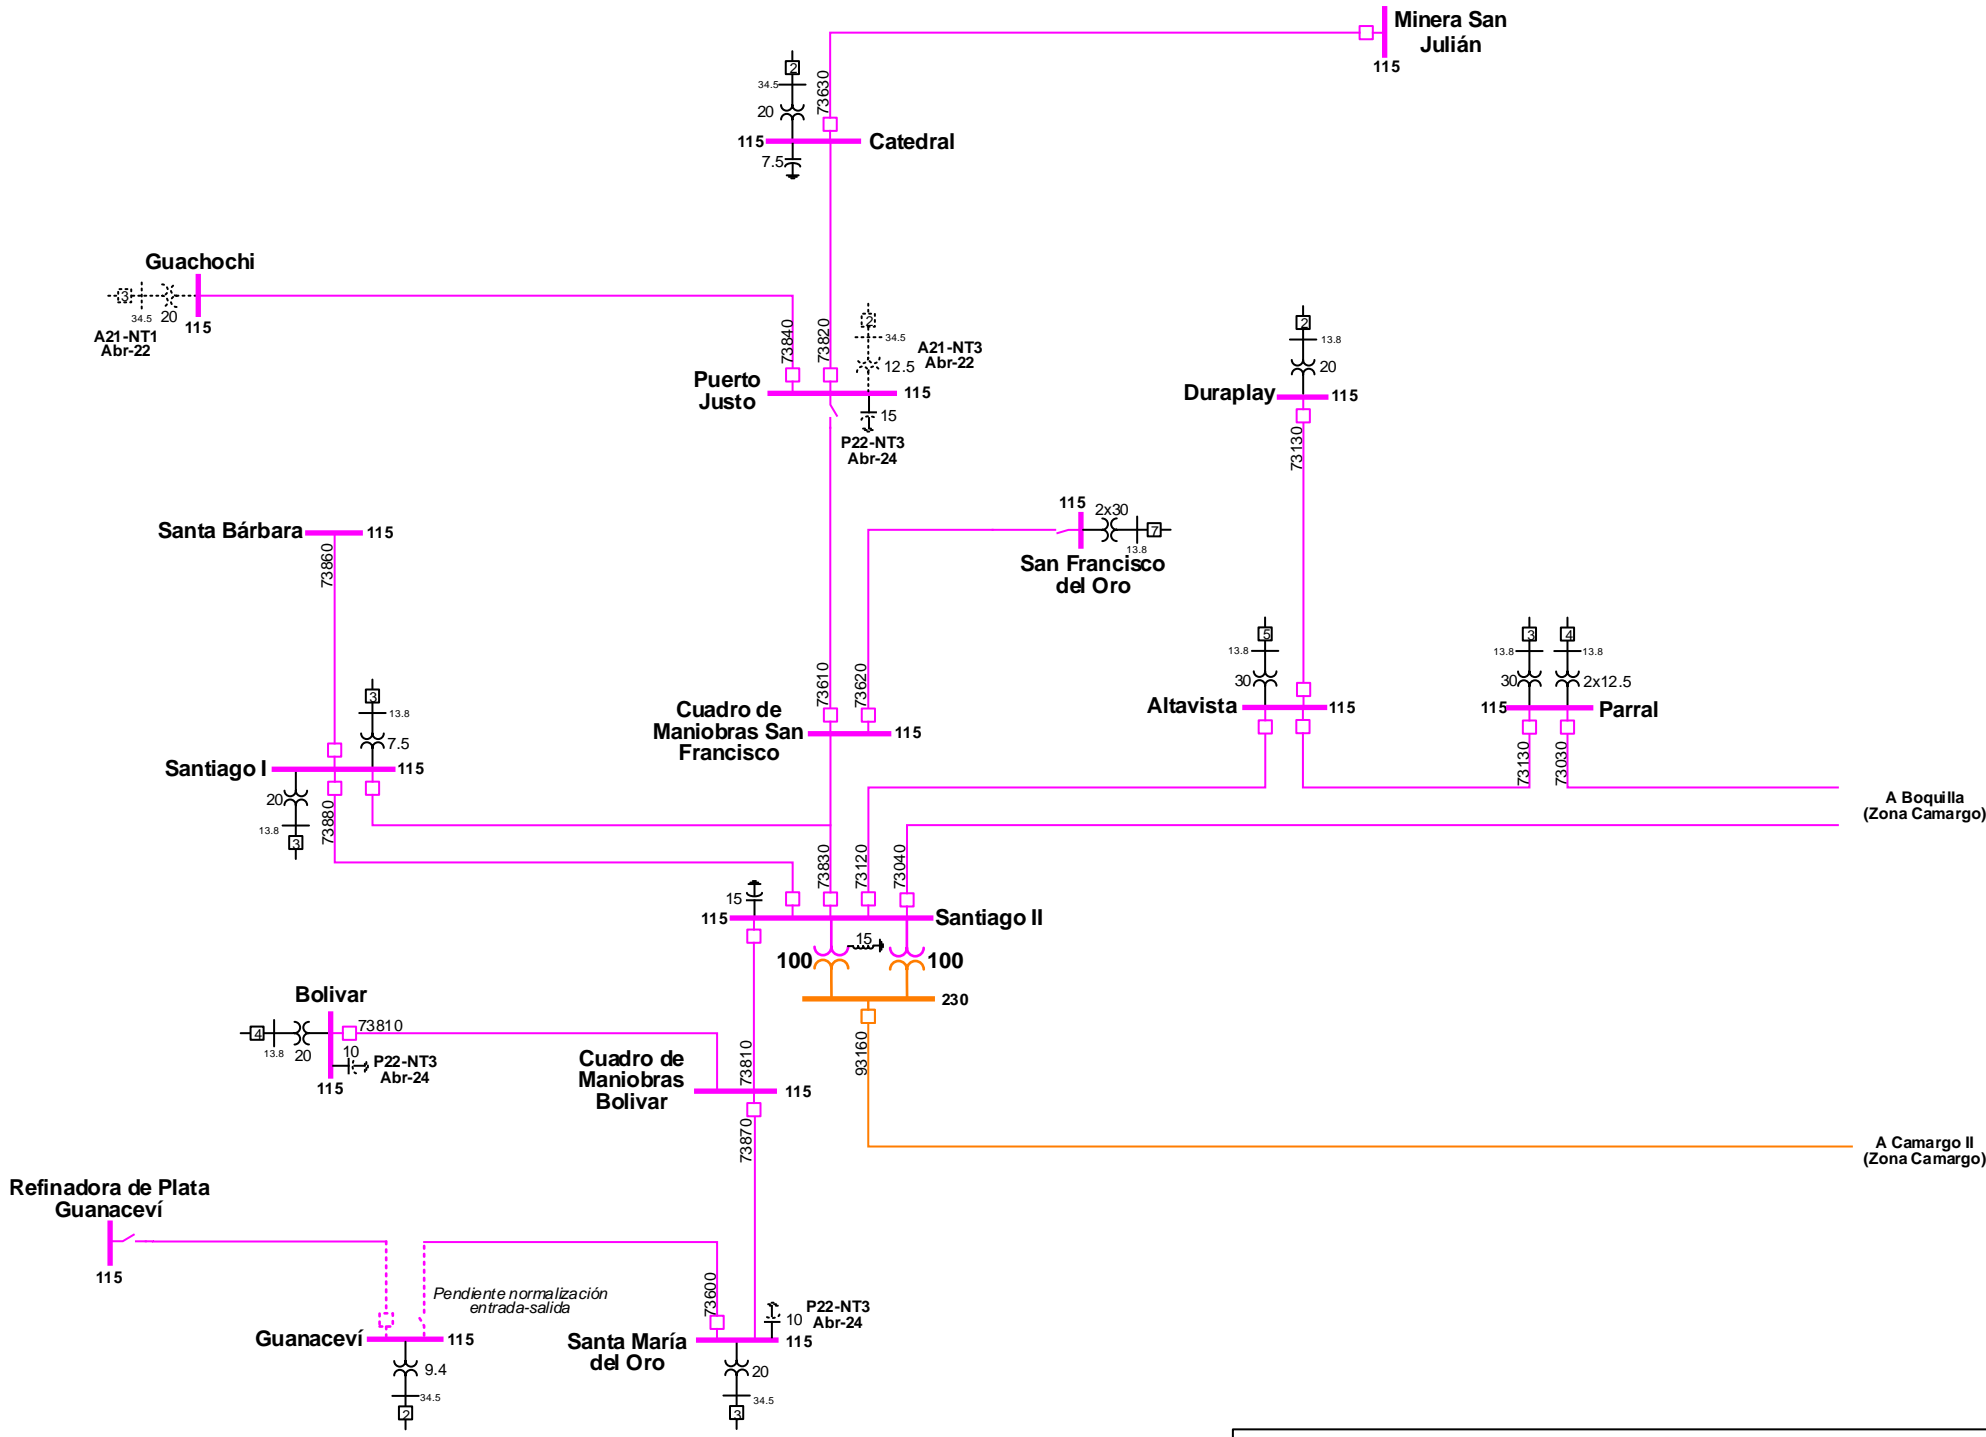 Minera San
Julián
115
2
34.5
20
73630
115
Catedral
7.5
Guachochi
3
34.5
20
115
A21-NT1
Abr-22
73840
73820
2
34.5
12.5
A21-NT3
Abr-22
Puerto
Justo
115
15
P22-NT3
Abr-24
2
13.8
20
Duraplay
115
73130
Santa Bárbara
115
73860
115
2x30
7
13.8
San Francisco
del Oro
73610
73620
Cuadro de
Maniobras San
Francisco
115
5
13.8
30
Altavista
115
3
13.8
30
4
13.8
2x12.5
115
Parral
73130
73030
3
13.8
7.5
Santiago I
115
20
13.8
3
73880
A Boquilla
(Zona Camargo)
73830
73120
73040
15
115
Santiago II
15
100
100
230
93160
Bolivar
4
13.8
20
73810
10
P22-NT3
Abr-24
115
73810
Cuadro de
Maniobras
Bolivar
115
73870
A Camargo II
(Zona Camargo)
Refinadora de Plata
Guanaceví
115
Pendiente normalización
entrada-salida
73600
Guanaceví
115
9.4
34.5
2
Santa María
del Oro
10
P22-NT3
Abr-24
115
20
34.5
3